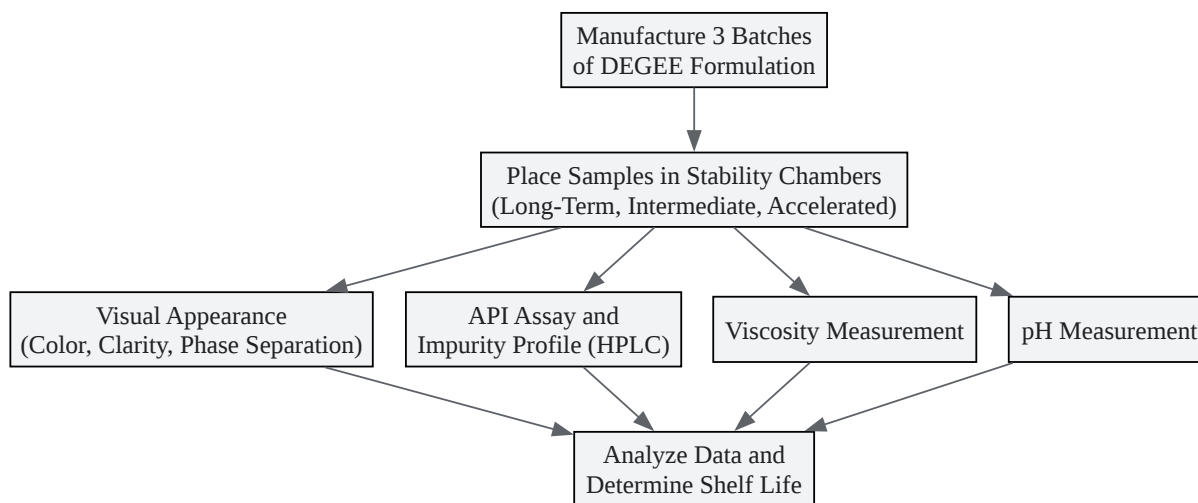 Manufacture 3 Batches
of DEGEE Formulation
Place Samples in Stability Chambers
(Long-Term, Intermediate, Accelerated)
Visual Appearance
(Color, Clarity, Phase Separation)
API Assay and
Impurity Profile (HPLC)
Viscosity Measurement
pH Measurement
Analyze Data and
Determine Shelf Life